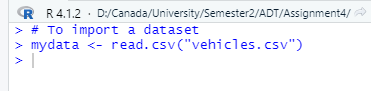 R 4.1.2 · D:/Canada/University/Semester2/ADT/Assignment4/
> # To import a dataset
> mydata <- read.csv("vehicles.csv")
>